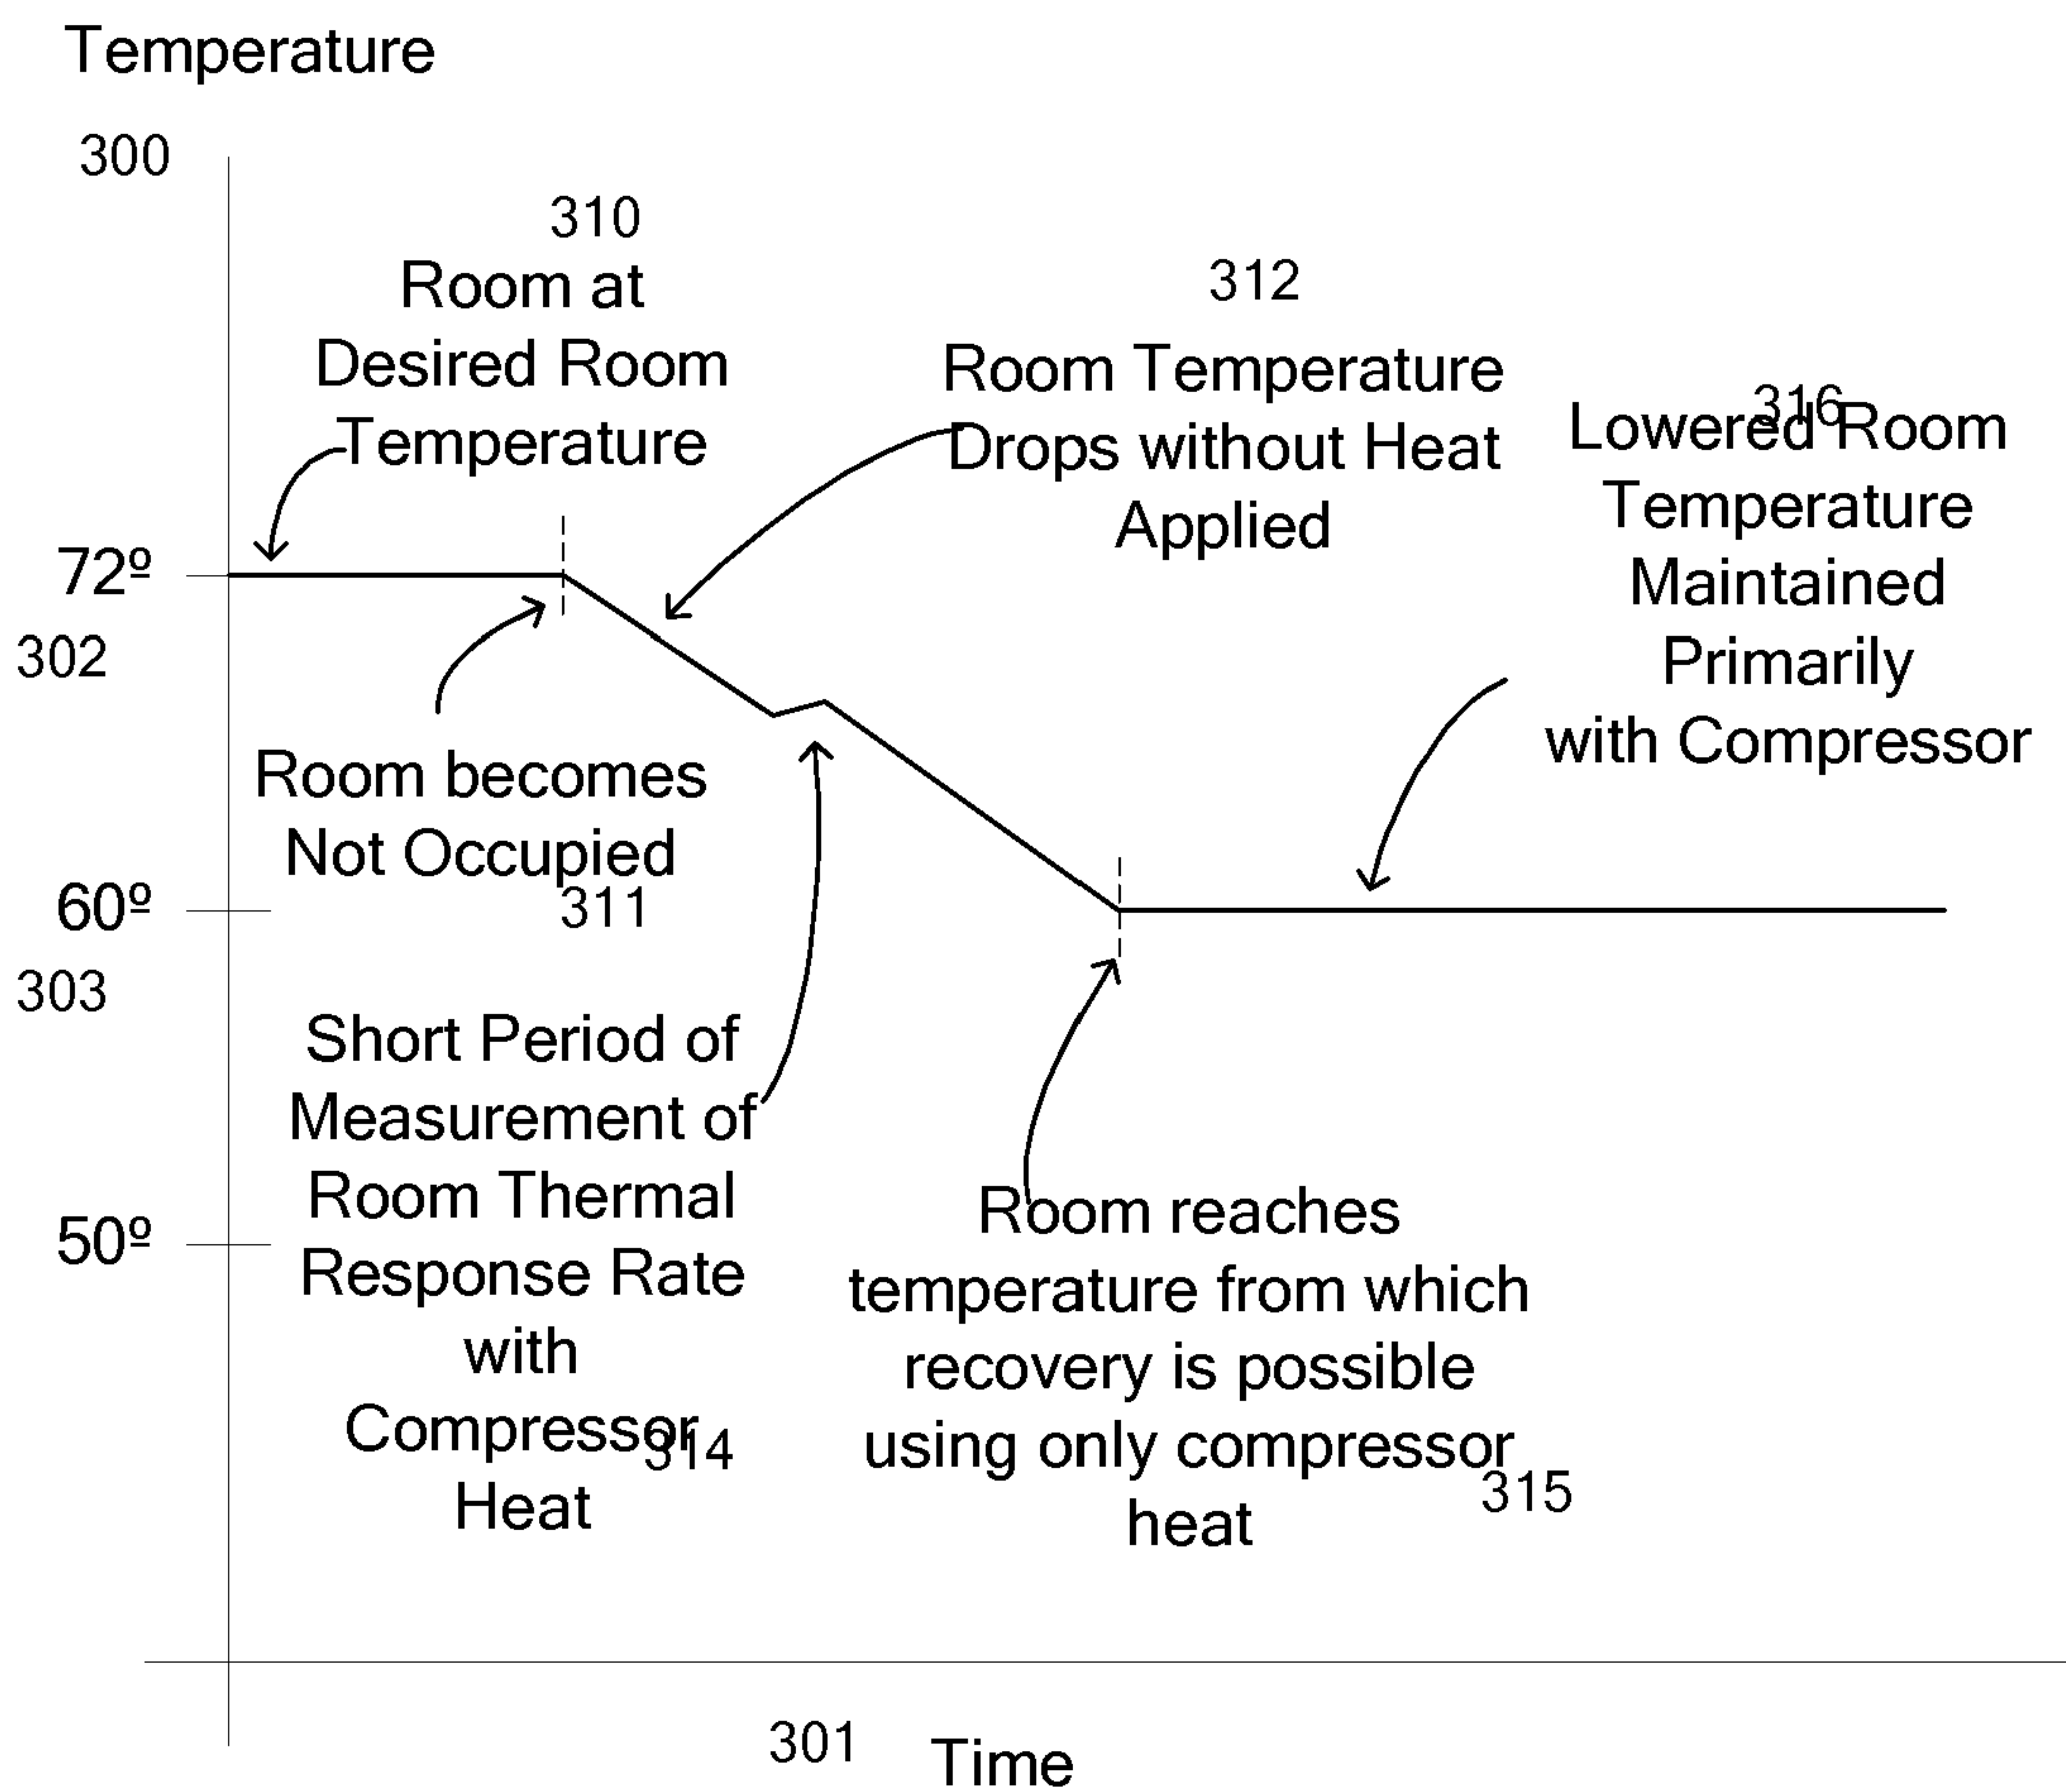 Temperature
300
310
Room at
Desired Room
Temperature
312
Room Temperature
Drops without Heat
Applied
316
Lowered Room
Temperature
Maintained
Primarily
with Compressor
72º
302
Room becomes
Not Occupied
311
60º
303
Short Period of
Measurement of
Room Thermal
Response Rate
with
Compressor
314
Heat
50º
Room reaches
temperature from which
recovery is possible
using only compressor
315
heat
301
Time